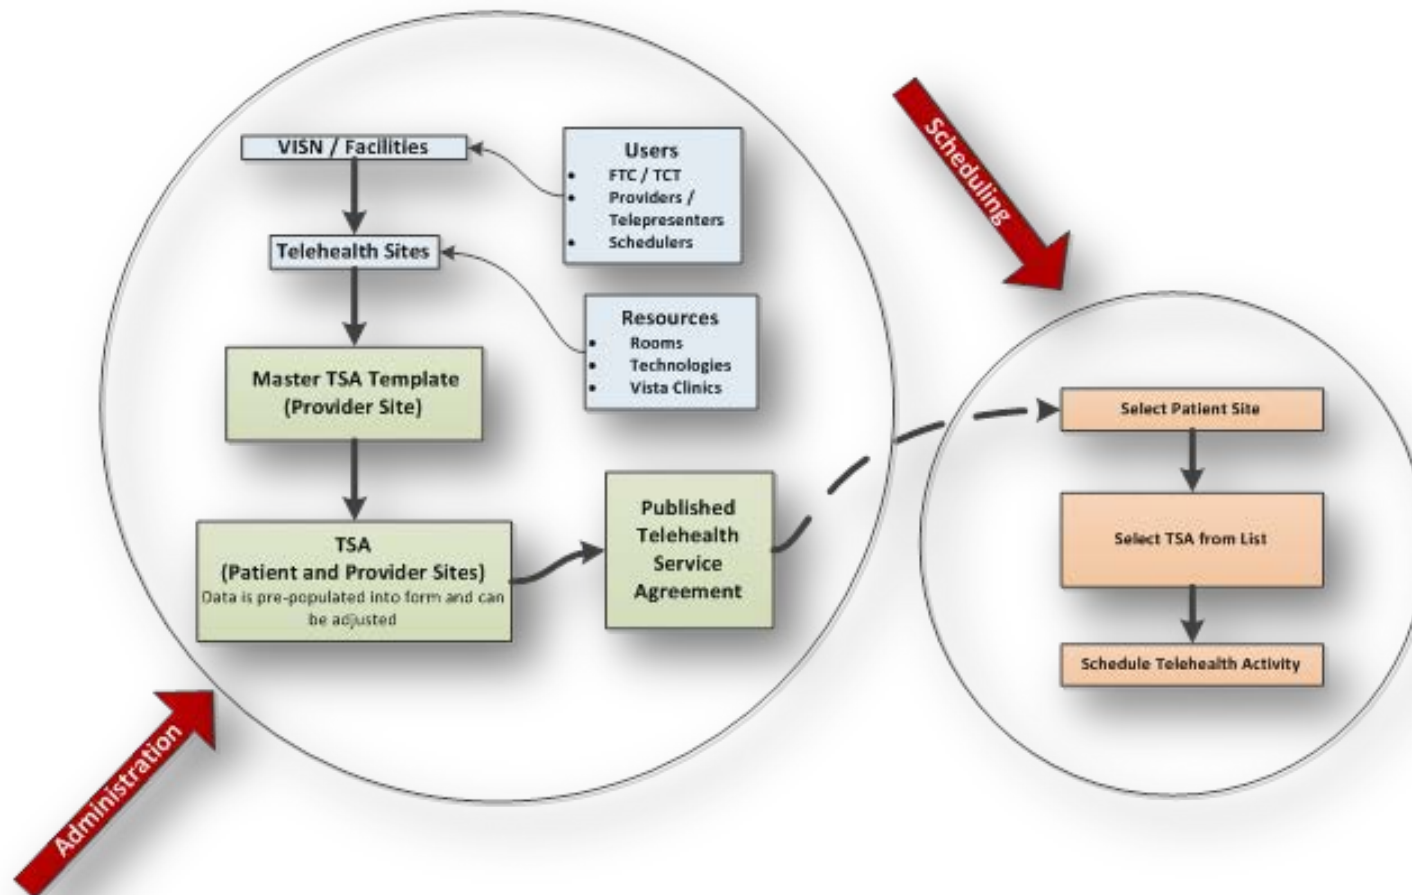 VISN / Facilities
Users
• FTC / TCT
• Providers /
Telepresenters
• Schedulers
Telehealth Sites
Resources
• Rooms
• Technologies
• Vista Clinics
Master TSA Template
(Provider Site)
TSA
(Patient and Provider Sites)
Data is pre-populated into form and can
be adjusted
Published
Telehealth
Service
Agreement
Administration
Scheduling
Select Patient Site
Select TSA from List
Schedule Telehealth Activity